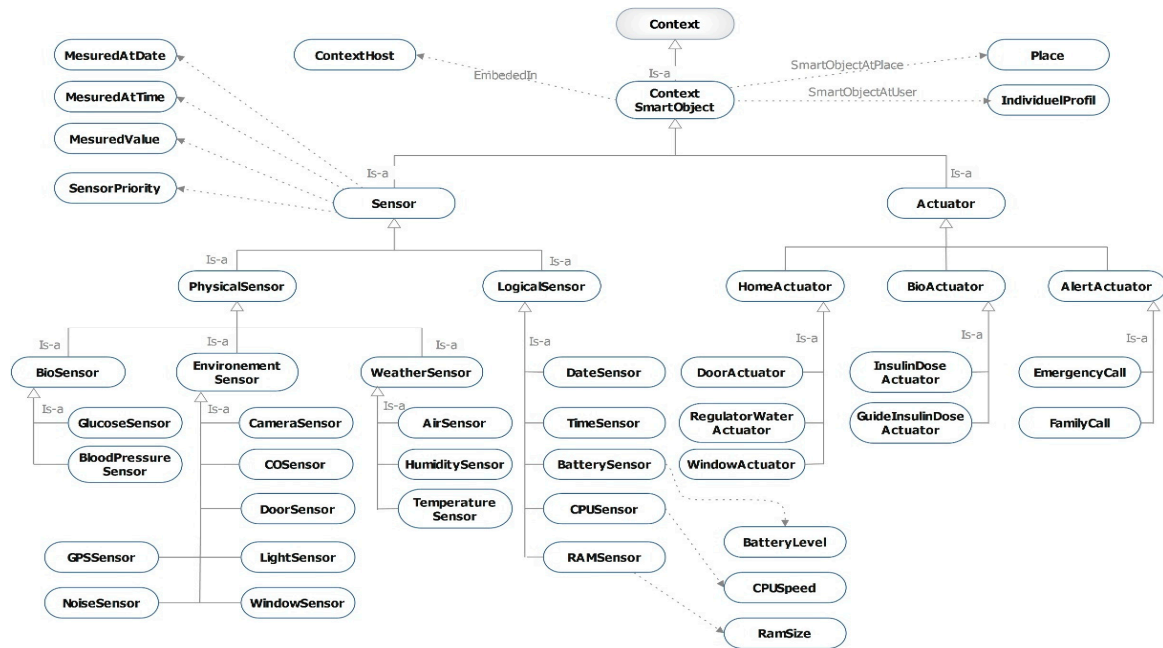 Context
MesuredAtDate
ContextHost
Place
SmartObjectAtPlace
EmbededIn
Is-a
MesuredAtTime
Context
SmartObject
SmartObjectAtUser
IndividuelProfil
MesuredValue
SensorPriority
Is-a
Is-a
Sensor
Actuator
Is-a
Is-a
PhysicalSensor
LogicalSensor
HomeActuator
BioActuator
AlertActuator
Is-a
Is-a
Is-a
Is-a
Is-a
Is-a
Is-a
BioSensor
Environement
Sensor
WeatherSensor
DateSensor
DoorActuator
InsulinDose
Actuator
EmergencyCall
Is-a
Is-a
Is-a
GlucoseSensor
CameraSensor
AirSensor
TimeSensor
RegulatorWater
Actuator
GuideInsulinDose
Actuator
FamilyCall
BloodPressure
Sensor
COSensor
HumiditySensor
BatterySensor
WindowActuator
DoorSensor
Temperature
Sensor
CPUSensor
BatteryLevel
GPSSensor
LightSensor
RAMSensor
CPUSpeed
NoiseSensor
WindowSensor
RamSize